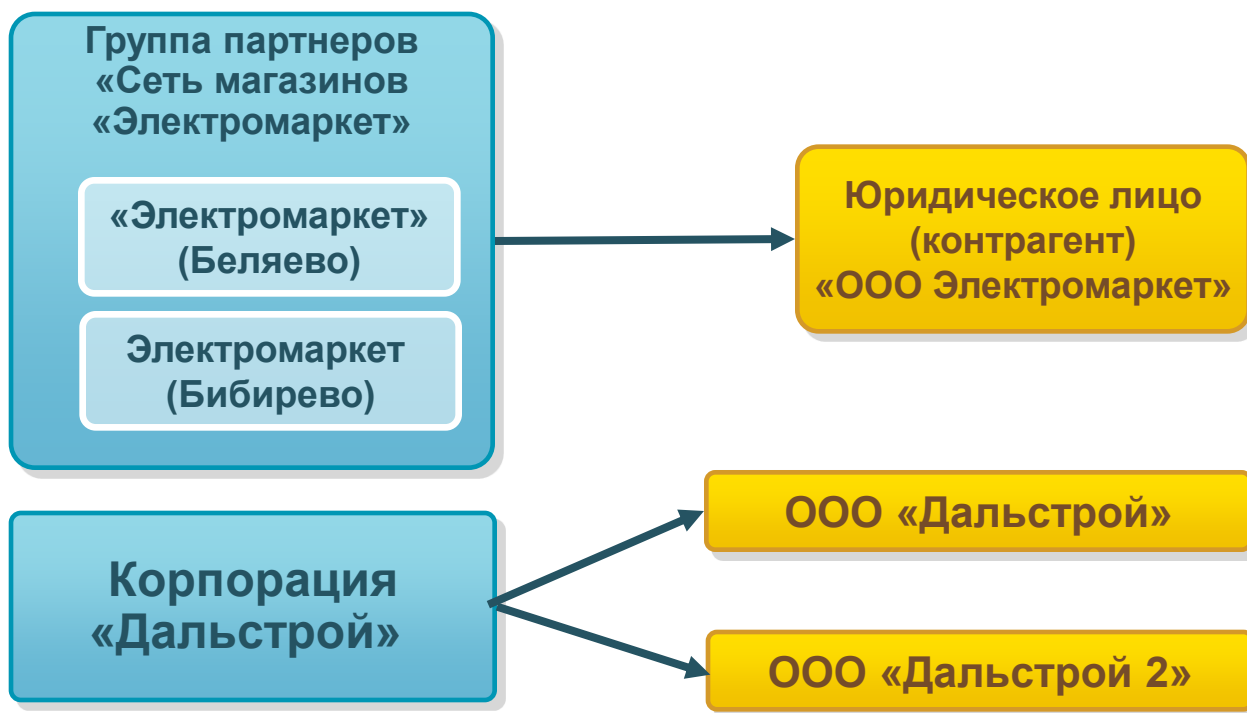 Группа партнеров
«Сеть магазинов
«Электромаркет»
«Электромаркет»
(Беляево)
Электромаркет
(Бибирево)
Юридическое лицо
(контрагент)
«ООО Электромаркет»
Корпорация
«Дальстрой»
ООО «Дальстрой»
ООО «Дальстрой 2»